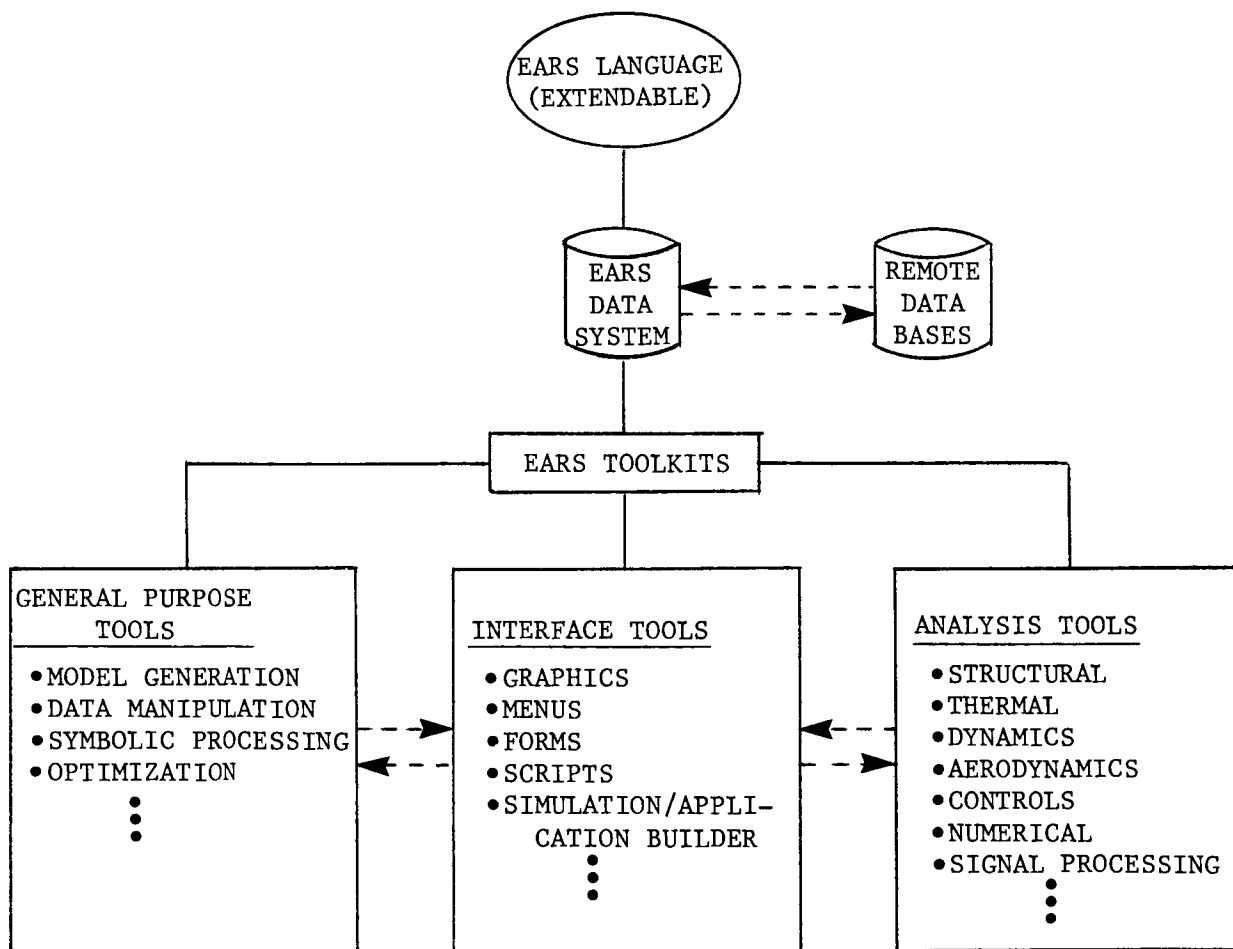 EARS LANGUAGE
(EXTENDABLE)
EARS
DATA
SYSTEM
REMOTE
DATA
BASES
EARS TOOLKITS
GENERAL PURPOSE
TOOLS
•MODEL GENERATION
•DATA MANIPULATION
•SYMBOLIC PROCESSING
•OPTIMIZATION
INTERFACE TOOLS
•GRAPHICS
•MENUS
•FORMS
•SCRIPTS
•SIMULATION/APPLI-
CATION BUILDER
ANALYSIS TOOLS
•STRUCTURAL
•THERMAL
•DYNAMICS
•AERODYNAMICS
•CONTROLS
•NUMERICAL
•SIGNAL PROCESSING